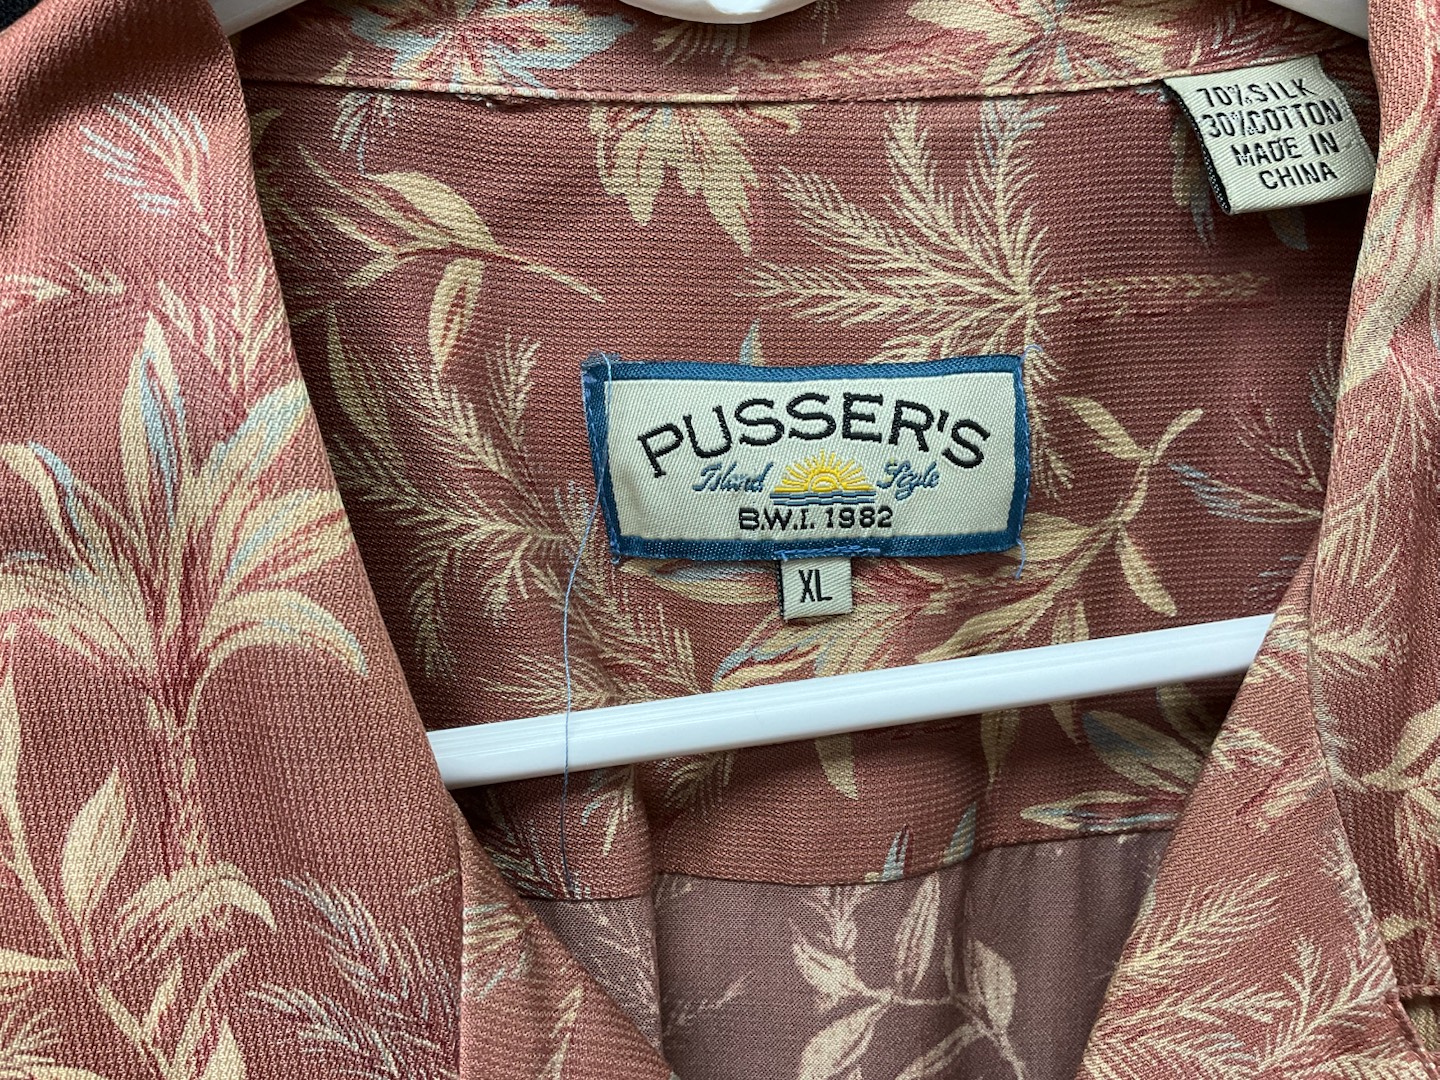 70% SILK
30% COTTON
MADE IN
CHINA
PUSSER'S
Island Style
B.W.I. 1982
XL